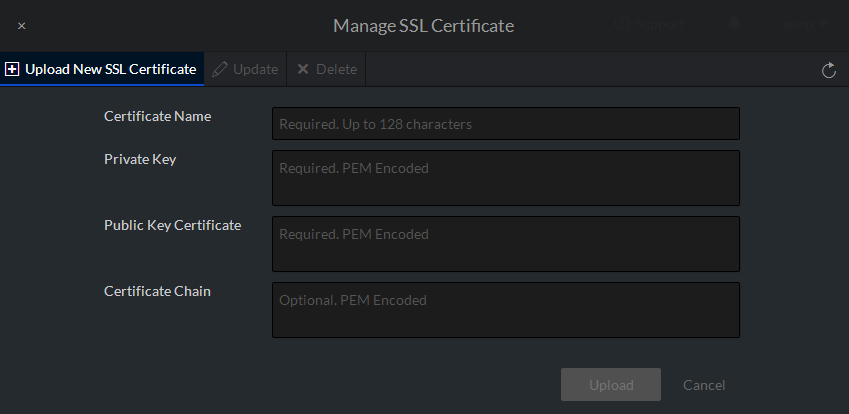 ×
Manage SSL Certificate
Upload New SSL Certificate
Update
Delete
Certificate Name
Required. Up to 128 characters
Private Key
Required. PEM Encoded
Public Key Certificate
Required. PEM Encoded
Certificate Chain
Optional. PEM Encoded
Upload
Cancel